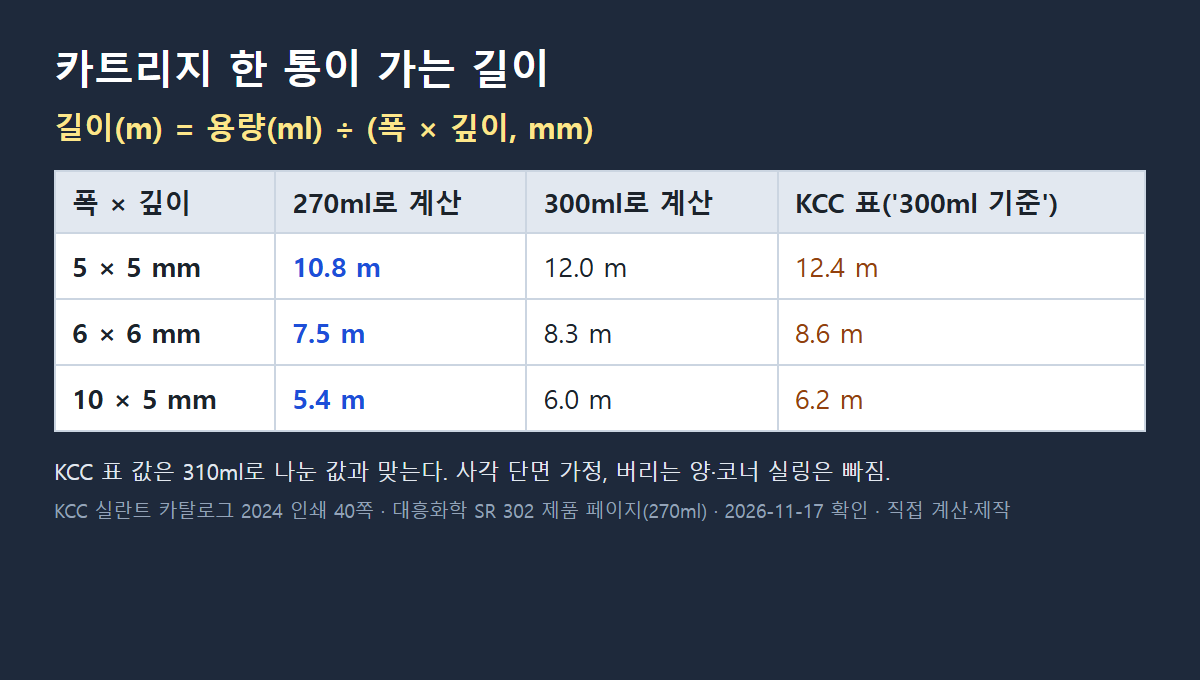 카트리지 한 통이 가는 길이
길이(m) = 용량(ml) ÷ (폭 × 깊이, mm)
폭 × 깊이 270ml로 계산 300ml로 계산 KCC 표('300ml 기준')
5 × 5 mm 10.8 m 12.0 m 12.4 m
6 × 6 mm 7.5 m 8.3 m 8.6 m
10 × 5 mm 5.4 m 6.0 m 6.2 m
KCC 표 값은 310ml로 나눈 값과 맞는다. 사각 단면 가정, 버리는 양·코너 실링은 빠짐.
KCC 실란트 카탈로그 2024 인쇄 40쪽 · 대흥화학 SR 302 제품 페이지(270ml) · 2026-11-17 확인 · 직접 계산·제작